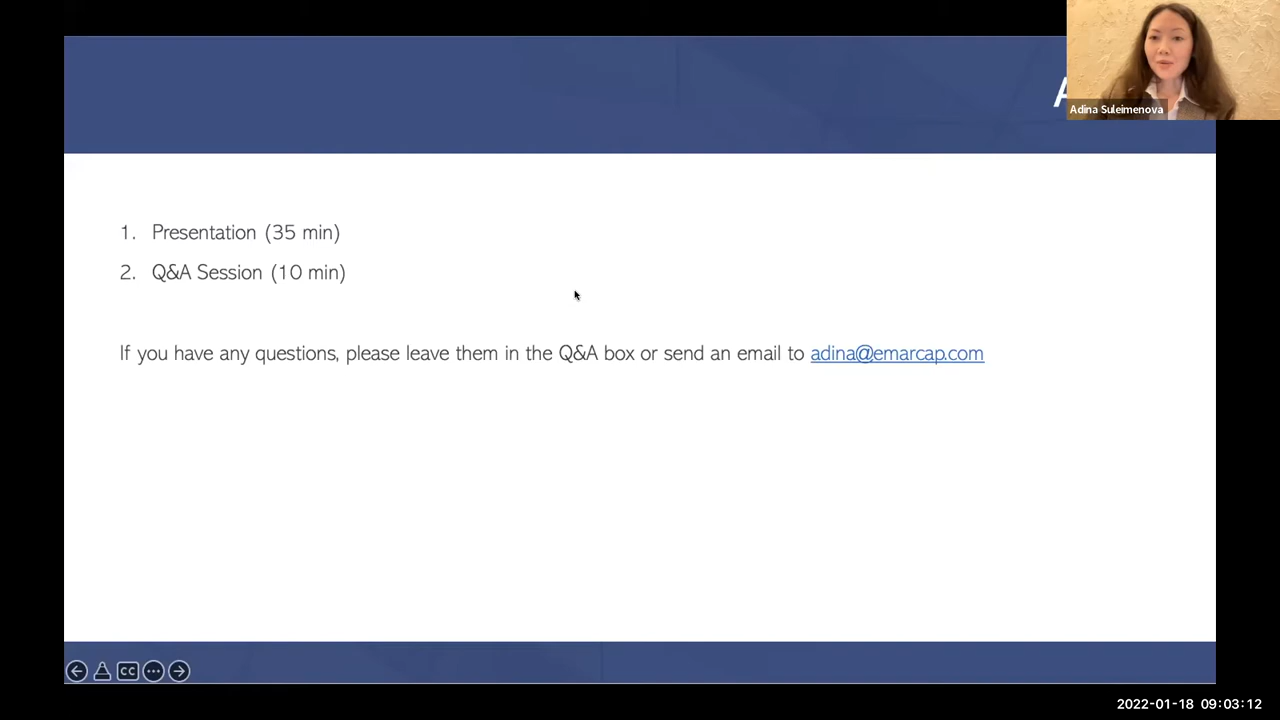 A
Adina Suleimenova
1. Presentation (35 min)
2. Q&A Session (10 min)
If you have any questions, please leave them in the Q&A box or send an email to adina@emarcap.com
CC
2022-01-18 09:03:12